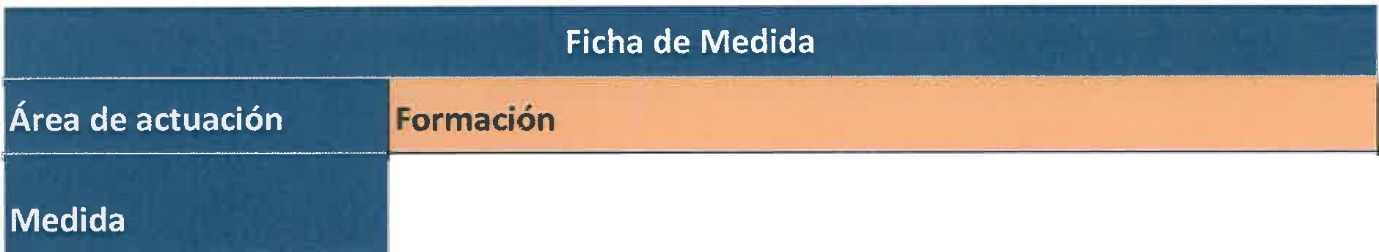 Ficha de Medida
Área de actuación Formación
Medida